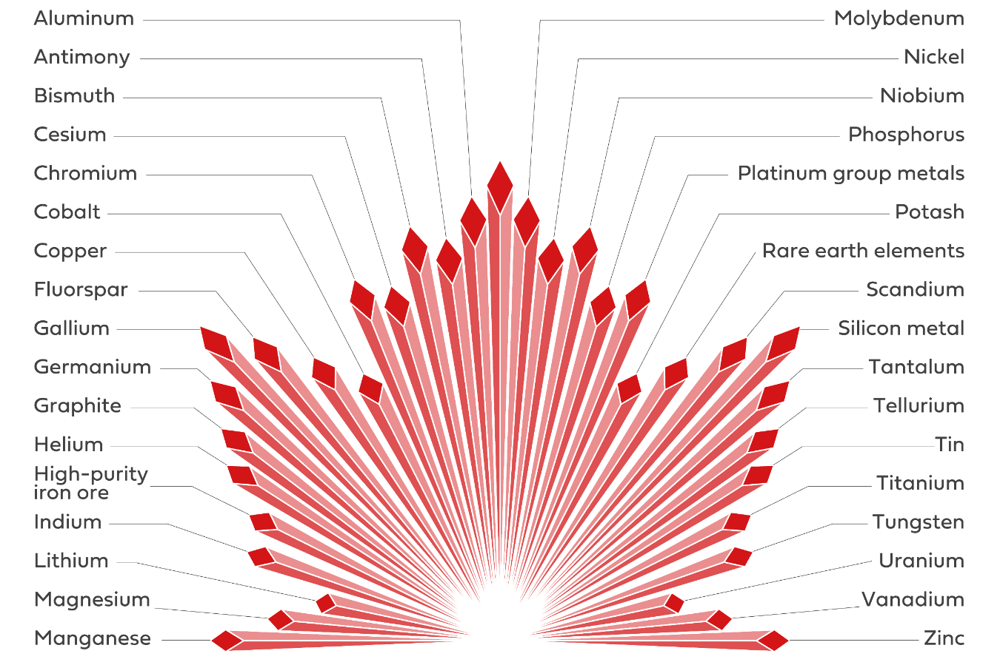 Aluminum
Antimony
Bismuth
Cesium
Chromium
Cobalt
Copper
Fluorspar
Gallium
Germanium
Graphite
Helium
High-purity
iron ore
Indium
Lithium
Magnesium
Manganese
Molybdenum
Nickel
Niobium
Phosphorus
Platinum group metals
Potash
Rare earth elements
Scandium
Silicon metal
Tantalum
Tellurium
Tin
Titanium
Tungsten
Uranium
Vanadium
Zinc